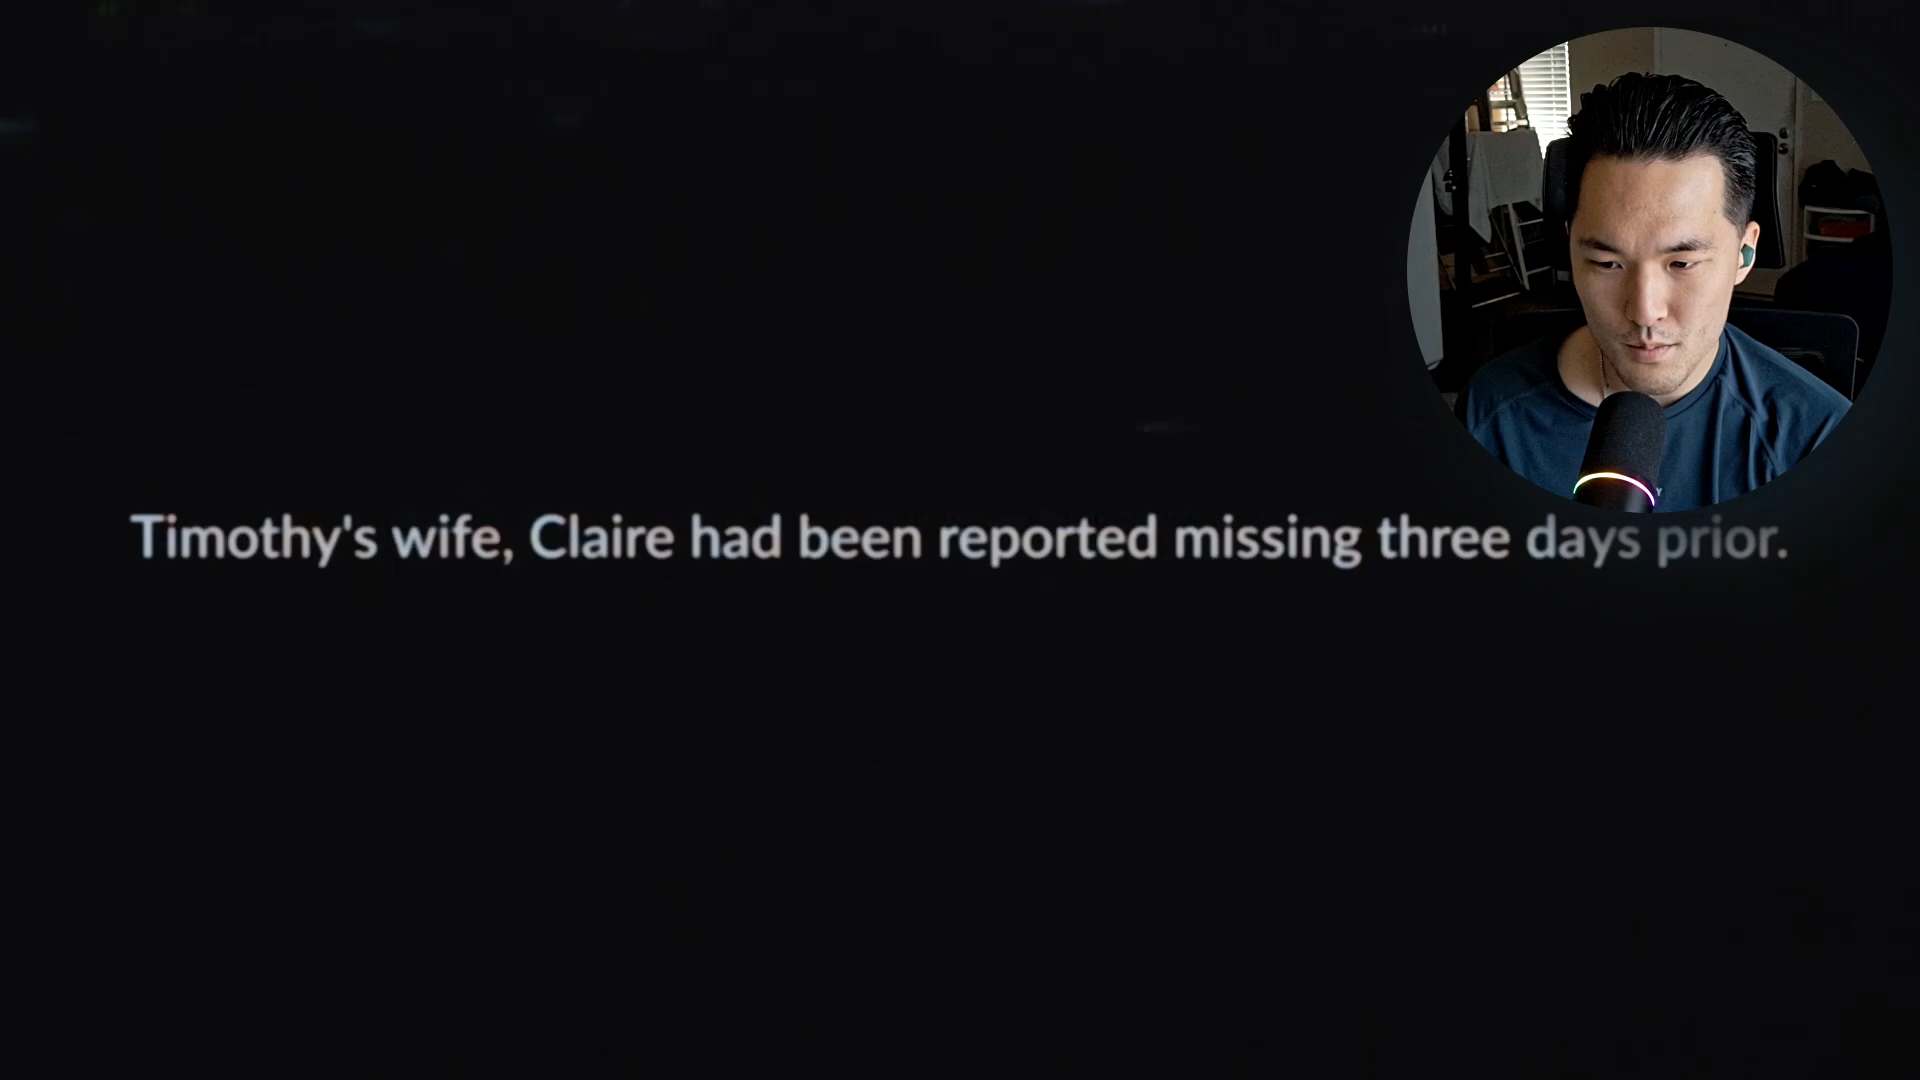 Timothy's wife, Claire had been reported missing three days prior.